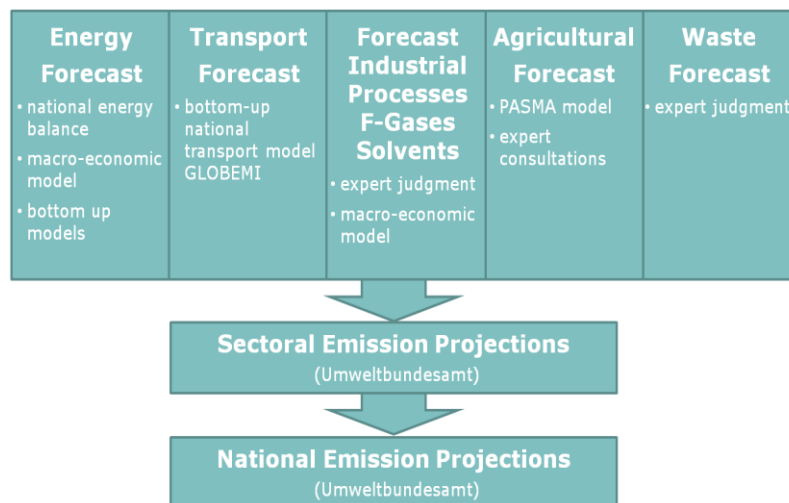 Energy
Forecast
• national energy
balance
• macro-economic
model
• bottom up
models
Transport
Forecast
• bottom-up
national
transport model
GLOBEMI
Forecast
Industrial
Processes
F-Gases
Solvents
• expert judgment
• macro-economic
model
Agricultural
Forecast
• PASMA model
• expert
consultations
Waste
Forecast
• expert judgment
Sectoral Emission Projections
(Umweltbundesamt)
National Emission Projections
(Umweltbundesamt)